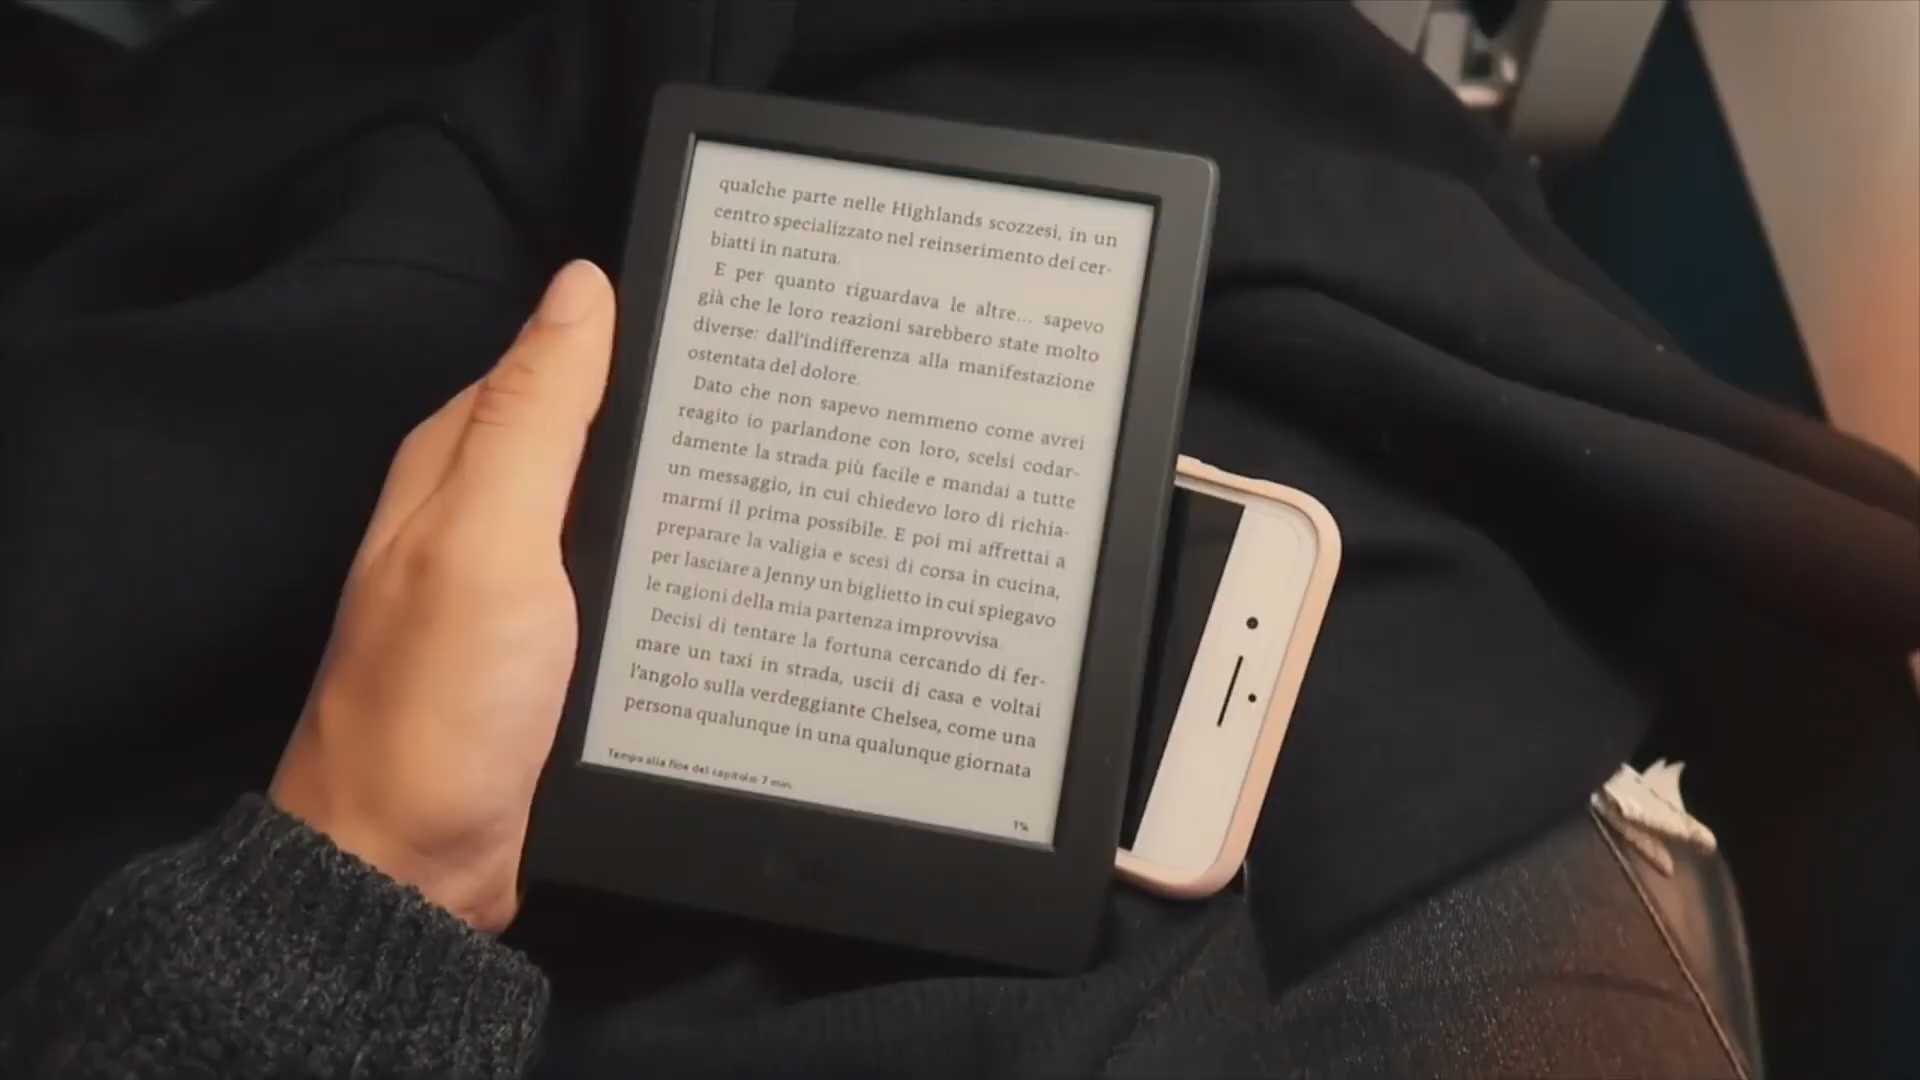 qualche parte nelle Highlands scozzesi, in un
centro specializzato nel reinserimento dei cer-
biatti in natura.
E per quanto riguardava le altre... sapevo
già che le loro reazioni sarebbero state molto
diverse: dall'indifferenza alla manifestazione
ostentata del dolore.
Dato che non sapevo nemmeno come avrei
reagito io parlandone con loro, scelsi codar-
damente la strada più facile e mandai a tutte
un messaggio, in cui chiedevo loro di richia-
marmi il prima possibile. E poi mi affrettai a
preparare la valigia e scesi di corsa in cucina,
per lasciare a Jenny un biglietto in cui spiegavo
le ragioni della mia partenza improvvisa.
Decisi di tentare la fortuna cercando di fer-
mare un taxi in strada, uscii di casa e voltai
l'angolo sulla verdeggiante Chelsea, come una
persona qualunque in una qualunque giornata
Tempo alla fine del capitolo: 7 min.
1%